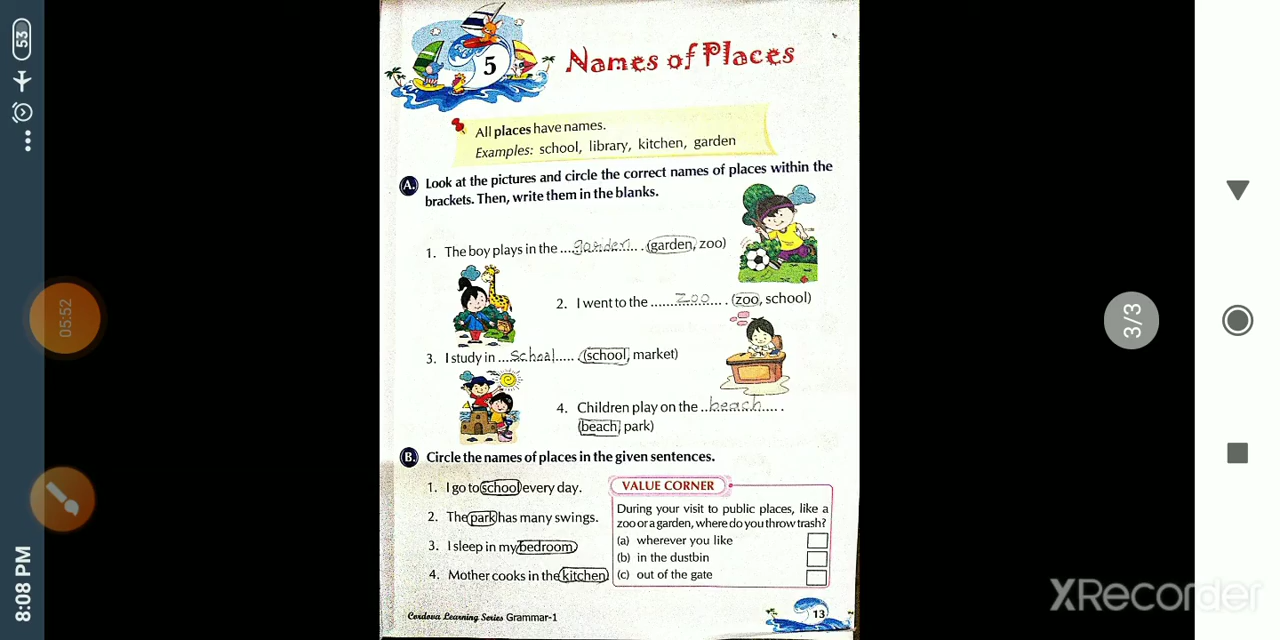 53
5
Names of Places
All places have names.
Examples: school, library, kitchen, garden
A. Look at the pictures and circle the correct names of places within the
brackets. Then, write them in the blanks.
1. The boy plays in the ...garden... . (garden, zoo)
2. I went to the ...zoo... . (zoo, school)
3. I study in ...School... . (school, market)
4. Children play on the ...beach... .
(beach, park)
B. Circle the names of places in the given sentences.
1. I go to school every day.
2. The park has many swings.
3. I sleep in my bedroom.
4. Mother cooks in the kitchen.
VALUE CORNER
During your visit to public places, like a
zoo or a garden, where do you throw trash?
(a) wherever you like
(b) in the dustbin
(c) out of the gate
Cordova Learning Series Grammar-1
13
05:52
8:08 PM
3/3
XRecorder